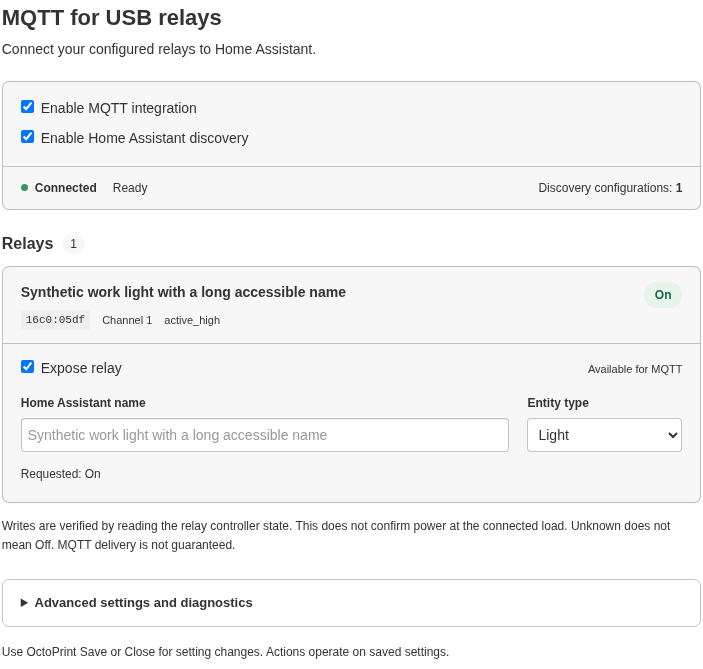 MQTT for USB relays
Connect your configured relays to Home Assistant.
Enable MQTT integration
Enable Home Assistant discovery
Connected Ready Discovery configurations: 1
Relays 1
Synthetic work light with a long accessible name On
16c0:05df Channel 1 active_high
Expose relay Available for MQTT
Home Assistant name Entity type
Synthetic work light with a long accessible name Light
Requested: On
Writes are verified by reading the relay controller state. This does not confirm power at the connected load. Unknown does not
mean Off. MQTT delivery is not guaranteed.
Advanced settings and diagnostics
Use OctoPrint Save or Close for setting changes. Actions operate on saved settings.